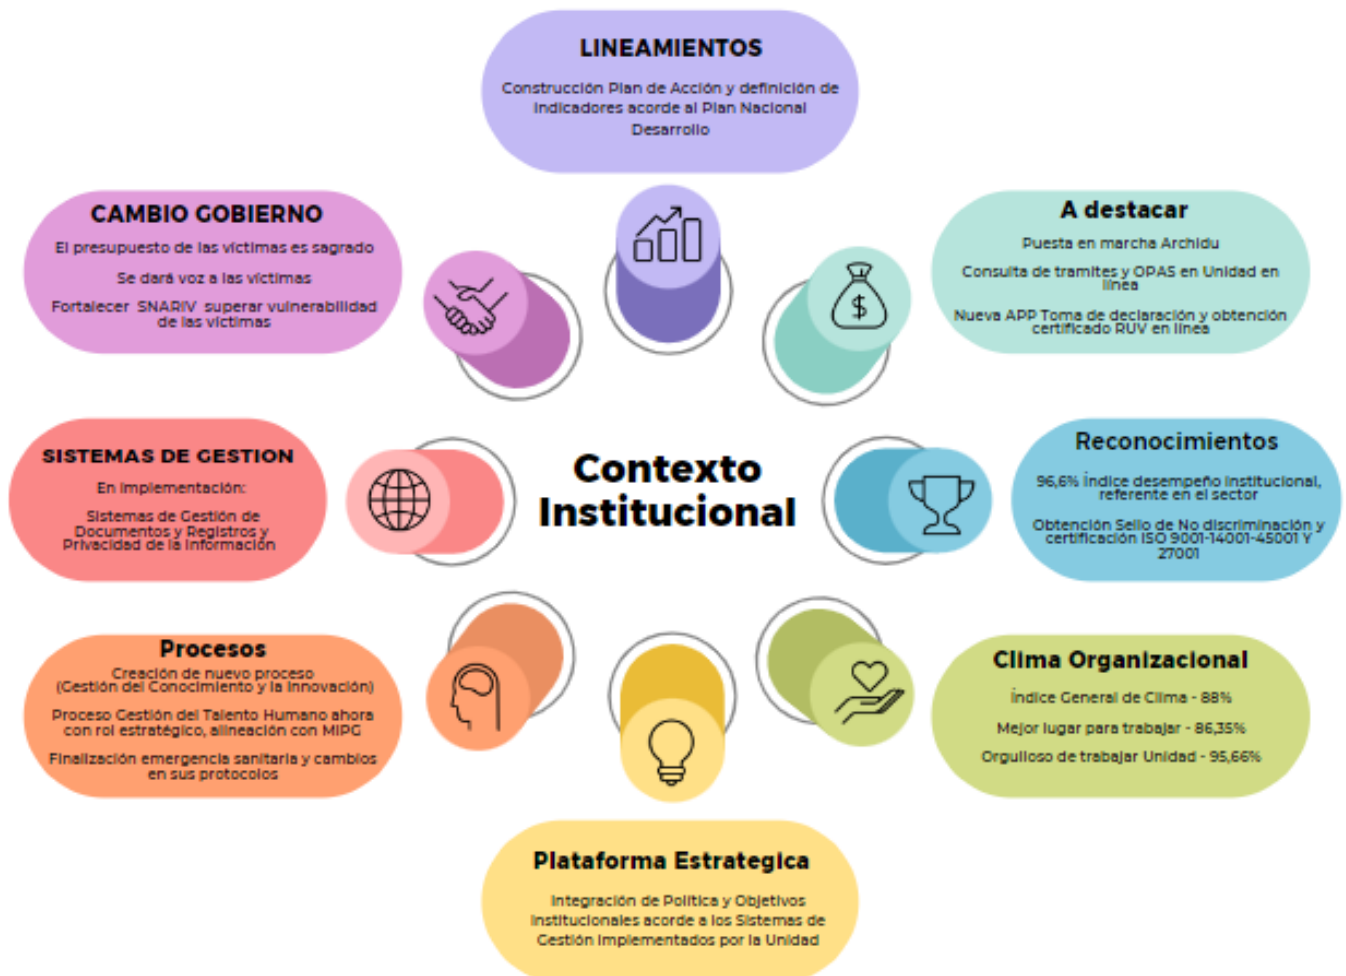 LINEAMIENTOS
Construcción Plan de Acción y definición de
Indicadores acorde al Plan Nacional
Desarrollo
CAMBIO GOBIERNO
El presupuesto de las víctimas es sagrado
Se dará voz a las víctimas
Fortalecer SNARIV superar vulnerabilidad
de las víctimas
A destacar
Puesta en marcha Archidu
Consulta de tramites y OPAS en Unidad en
línea
Nueva APP Toma de declaración y obtención
certificado RUV en línea
SISTEMAS DE GESTION
En implementación:
Sistemas de Gestión de
Documentos y Registros y
Privacidad de la Información
Contexto
Institucional
Reconocimientos
96,6% Índice desempeño institucional,
referente en el sector
Obtención Sello de No discriminación y
certificación ISO 9001-14001-45001 Y
27001
Procesos
Creación de nuevo proceso
(Gestión del Conocimiento y la Innovación)
Proceso Gestión del Talento Humano ahora
con rol estratégico, alineación con MIPG
Finalización emergencia sanitaria y cambios
en sus protocolos
Clima Organizacional
Índice General de Clima - 88%
Mejor lugar para trabajar - 86,35%
Orgulloso de trabajar Unidad - 95,66%
Plataforma Estrategica
Integración de Política y Objetivos
Institucionales acorde a los Sistemas de
Gestión implementados por la Unidad